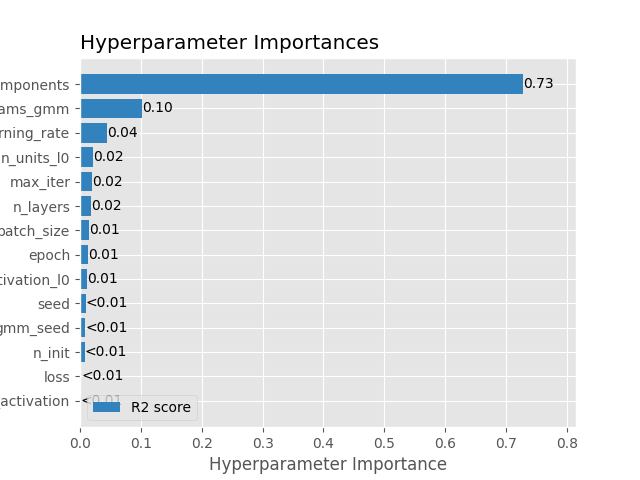 Hyperparameter Importances
mponents 0.73
ams_gmm 0.10
rning_rate 0.04
n_units_l0 0.02
max_iter 0.02
n_layers 0.02
batch_size 0.01
epoch 0.01
tivation_l0 0.01
seed <0.01
gmm_seed <0.01
n_init <0.01
loss <0.01
activation <0.01
R2 score
0.0 0.1 0.2 0.3 0.4 0.5 0.6 0.7 0.8
Hyperparameter Importance